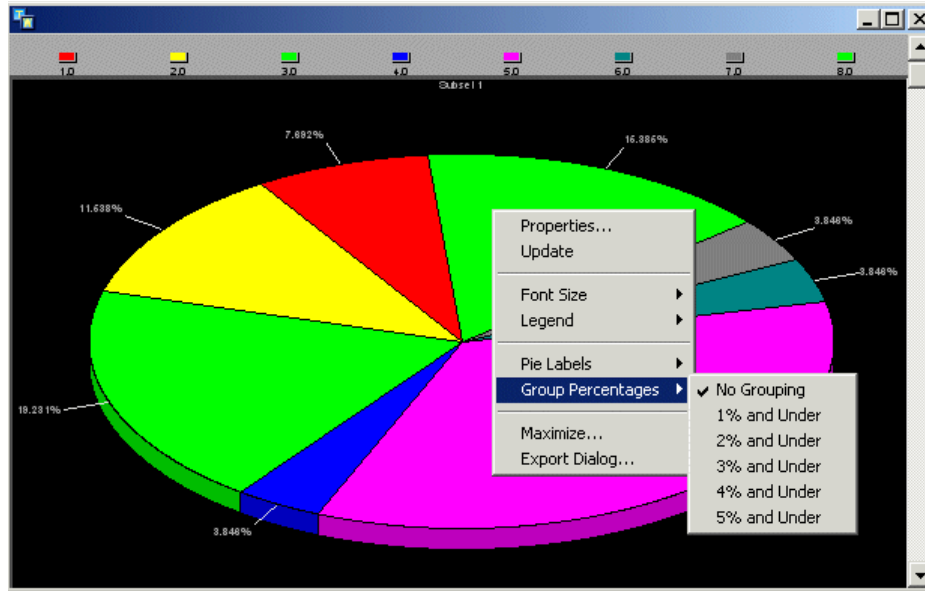 1.0 2.0 3.0 4.0 5.0 6.0 7.0 8.0
Subset 1
7.692%
16.385%
11.538%
3.846%
3.846%
19.231%
3.846%
Properties...
Update
Font Size
Legend
Pie Labels
Group Percentages
Maximize...
Export Dialog...
No Grouping
1% and Under
2% and Under
3% and Under
4% and Under
5% and Under